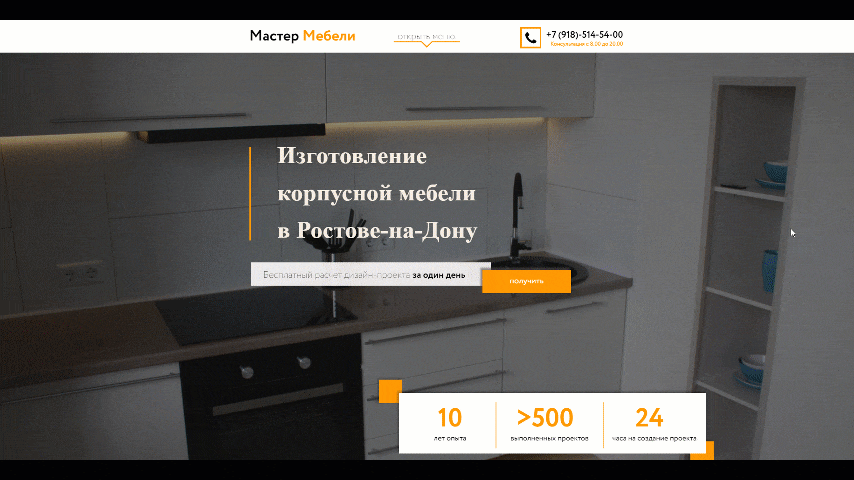 Мастер Мебели
открыть меню
+7 (918)-514-54-00
Консультация с 8:00 до 20:00
Изготовление
корпусной мебели
в Ростове-на-Дону
Бесплатный расчет дизайн-проекта за один день
получить
10
лет опыта
>500
выполненных проектов
24
часа на создание проекта